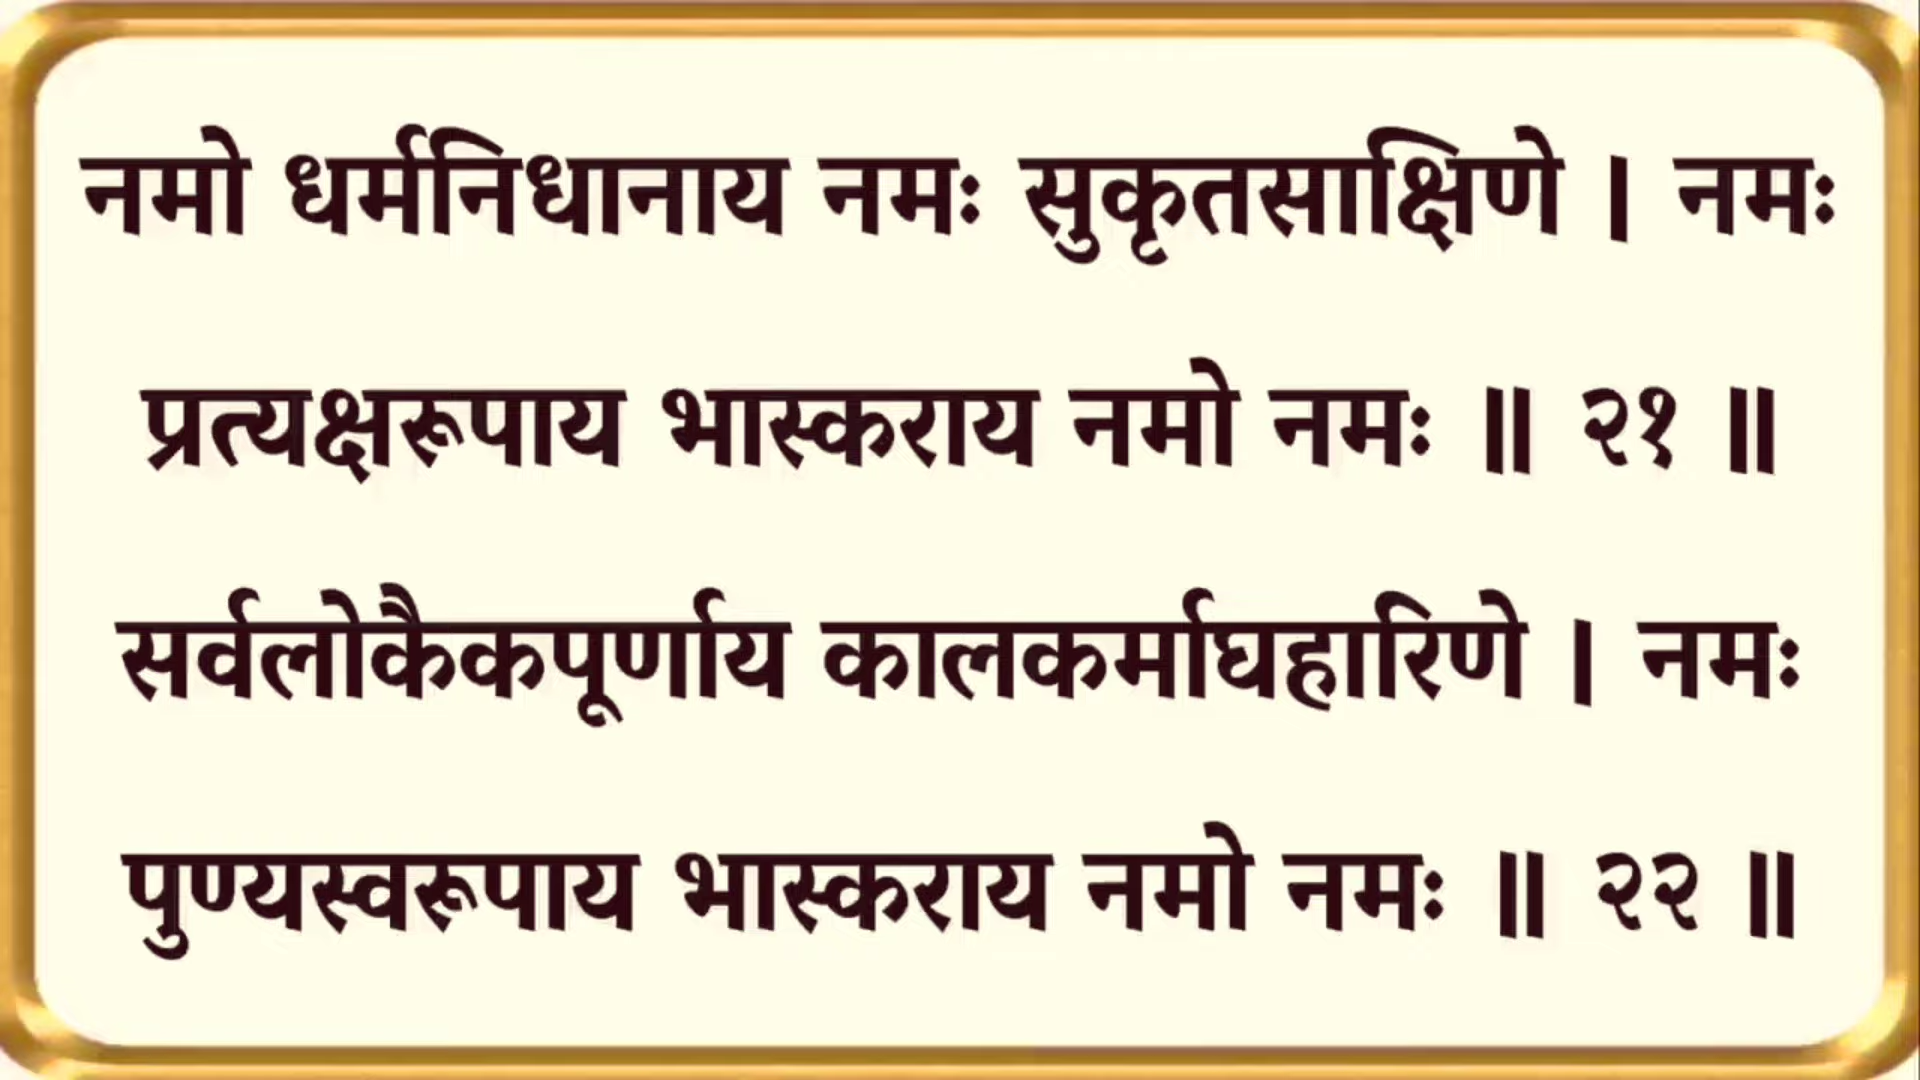 नमो धर्मनिधानाय नमः सुकृतसाक्षिणे । नमः
प्रत्यक्षरूपाय भास्कराय नमो नमः ॥ २१ ॥
सर्वलोकैकपूर्णाय कालकर्माघहारिणे । नमः
पुण्यस्वरूपाय भास्कराय नमो नमः ॥ २२ ॥